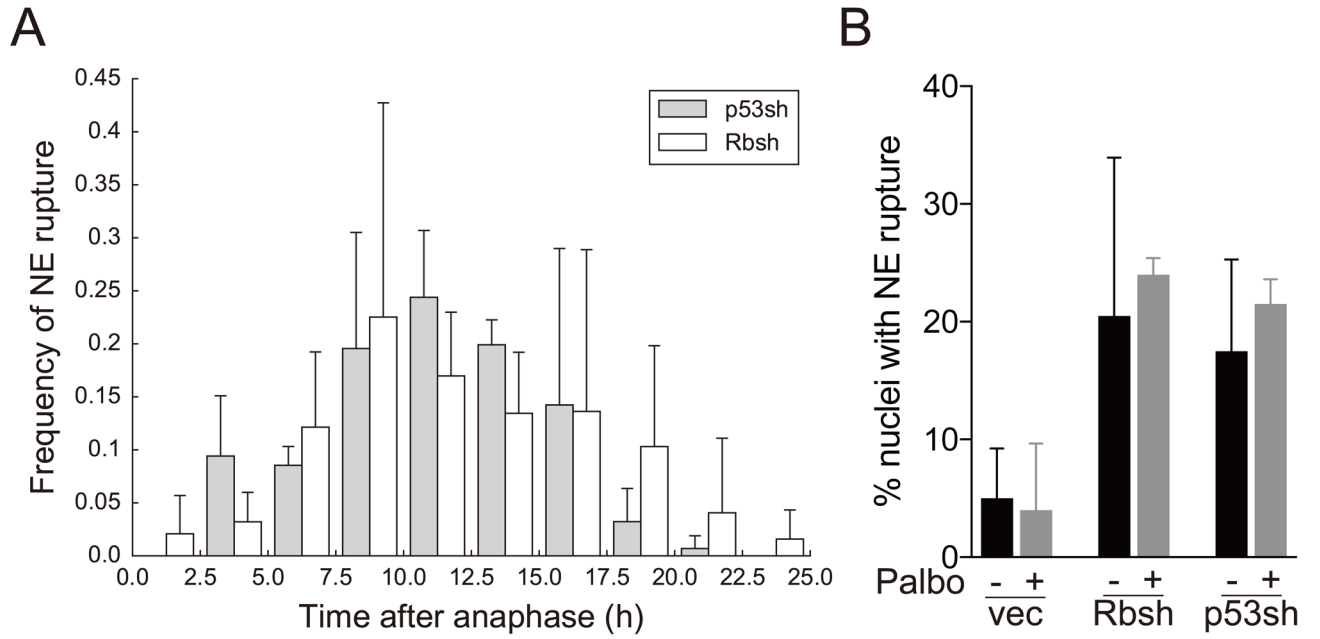 A
Frequency of NE rupture
0.45
0.4
0.35
0.3
0.25
0.2
0.15
0.1
0.05
0.0
p53sh
Rbsh
0.0 2.5 5.0 7.5 10.0 12.5 15.0 17.5 20.0 22.5 25.0
Time after anaphase (h)
B
% nuclei with NE rupture
40
30
20
10
0
Palbo - + - + - +
vec Rbsh p53sh